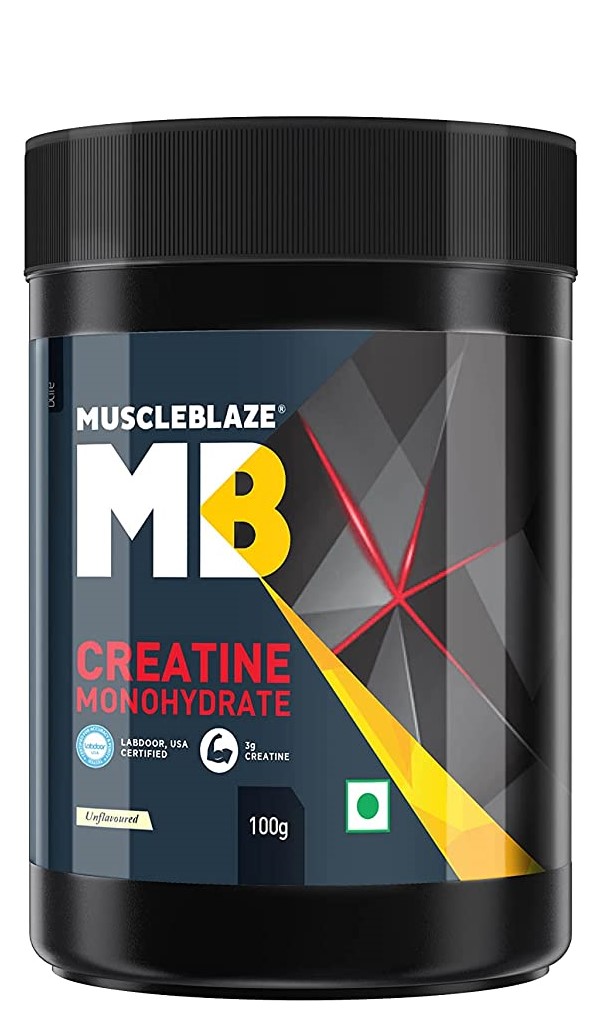 MUSCLEBLAZE®
MB
CREATINE
MONOHYDRATE
LABDOOR, USA
CERTIFIED
3g
CREATINE
Unflavoured
100g